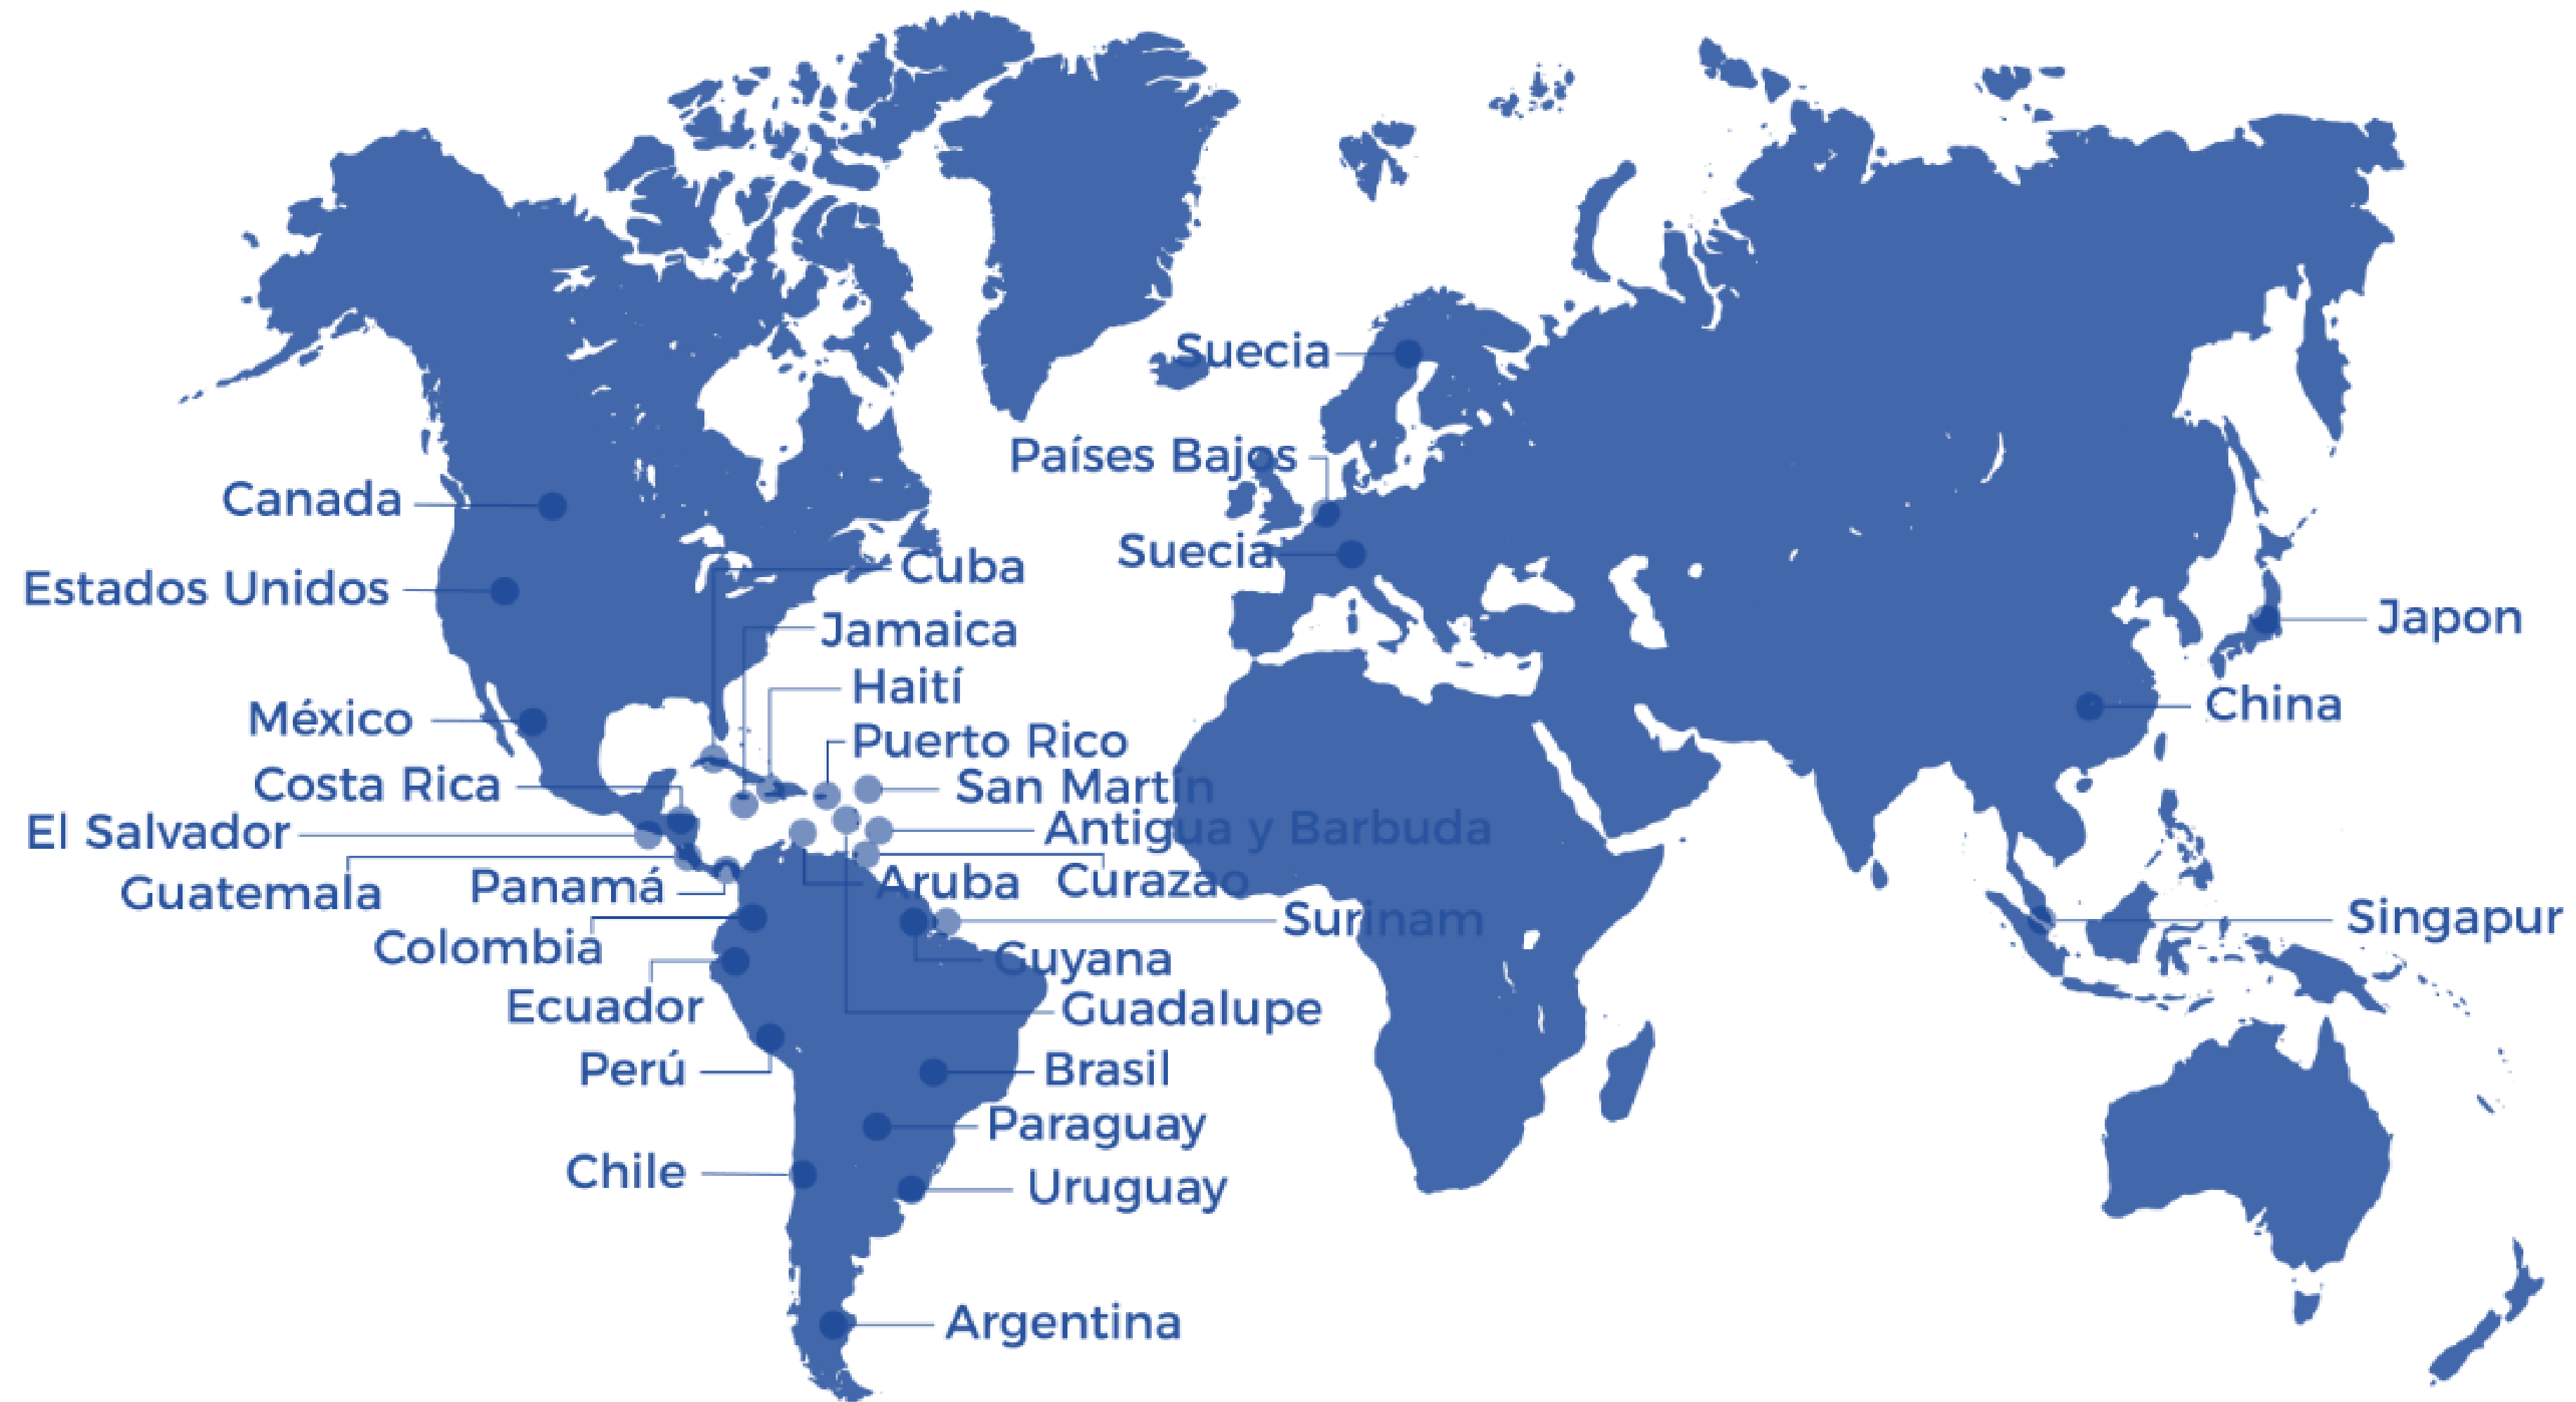 Suecia
Países Bajos
Canada
Suecia
Cuba
Estados Unidos
Japon
Jamaica
Haití
China
México
Puerto Rico
Costa Rica
San Martín
El Salvador
Antigua y Barbuda
Guatemala
Panamá
Aruba
Curazao
Surinam
Singapur
Colombia
Guyana
Ecuador
Guadalupe
Perú
Brasil
Paraguay
Chile
Uruguay
Argentina